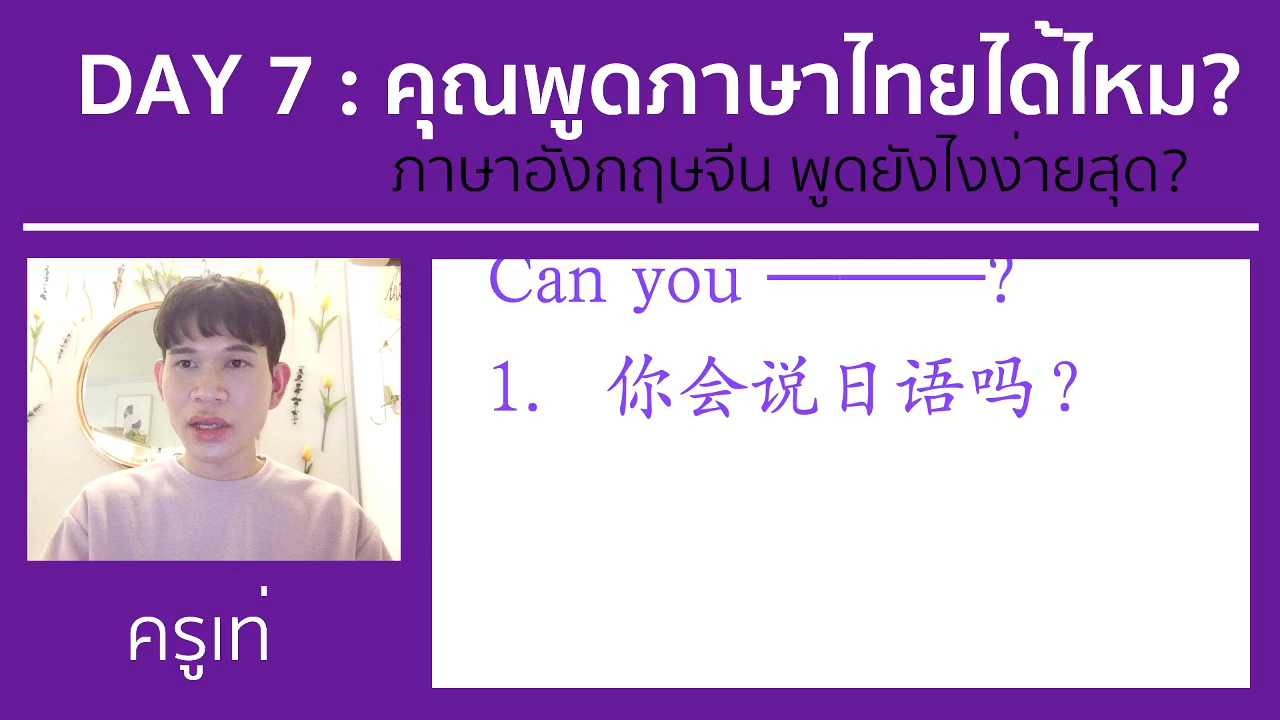 DAY 7 : คุณพูดภาษาไทยได้ไหม?
ภาษาอังกฤษจีน พูดยังไงง่ายสุด?
Can you ———?
1. 你会说日语吗？
ครูเท่